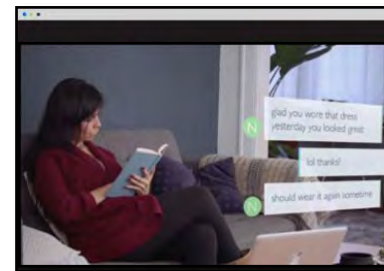 N
glad you wore that dress
yesterday you looked great
lol thanks!
N
should wear it again sometime